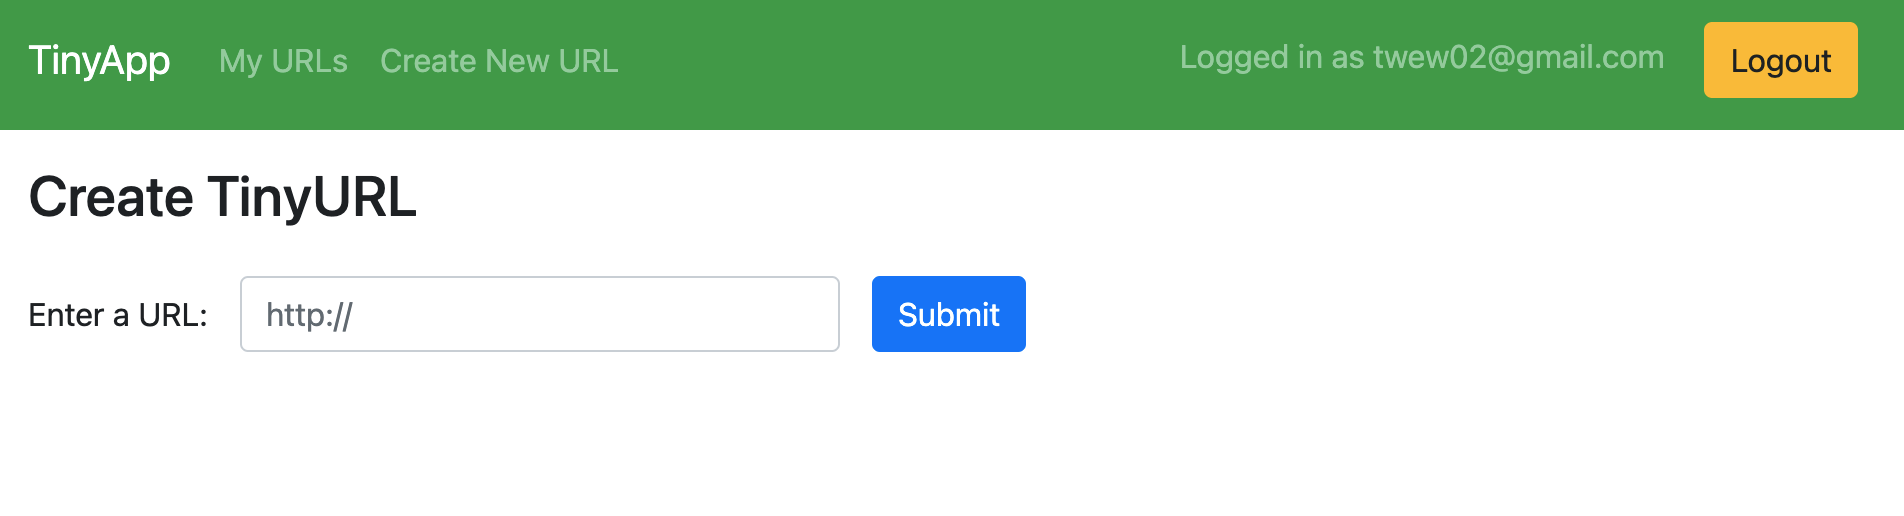 TinyApp My URLs Create New URL Logged in as twew02@gmail.com Logout
Create TinyURL
Enter a URL: http:// Submit